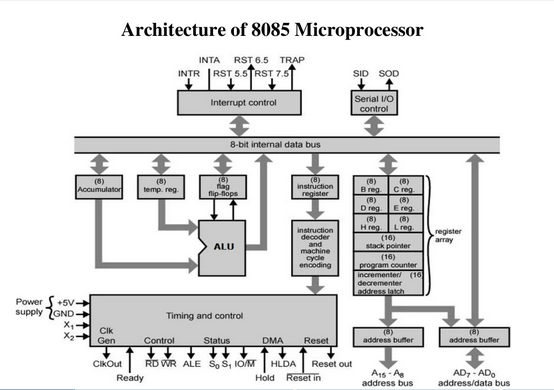 Architecture of 8085 Microprocessor
INTA RST 6.5 TRAP
INTR RST 5.5 RST 7.5
SID SOD
Interrupt control
Serial I/O
control
8-bit internal data bus
(8)
Accumulator
(8)
temp. reg.
(8)
flag
flip-flops
(8)
instruction
register
(8) (8)
B reg. C reg.
(8) (8)
D reg. E reg.
(8) (8)
H reg. L reg.
(16)
stack pointer
(16)
program counter
incrementer/ (16
decrementer
address latch
register
array
ALU
instruction
decoder
and
machine
cycle
encoding
Power
supply
+5V
GND
X1
X2
Timing and control
Clk
Gen Control Status DMA Reset
ClkOut RD WR ALE S0 S1 IO/M HLDA Reset out
Ready Hold Reset in
(8)
address buffer
(8)
address buffer
A15 - A8
address bus
AD7 - AD0
address/data bus